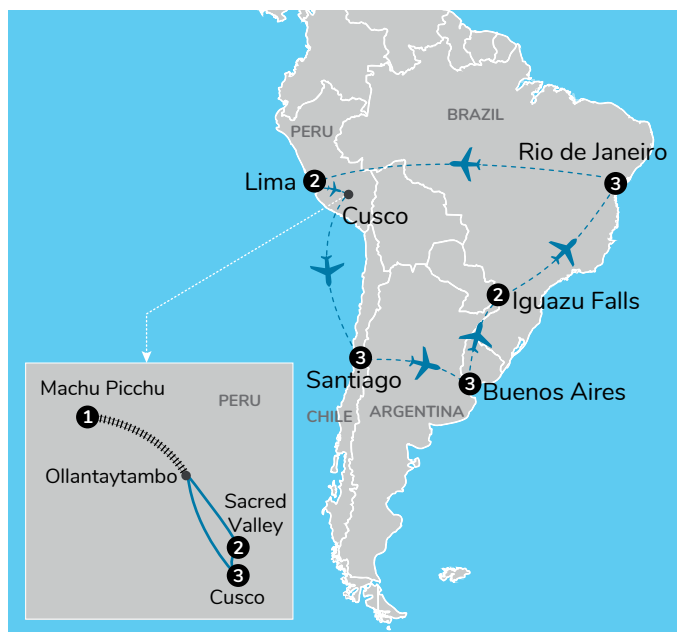 BRAZIL
PERU
Rio de Janeiro
Lima 2
3
Cusco
2
Iguazu Falls
3
Santiago
3
Buenos Aires
CHILE
ARGENTINA
Machu Picchu
1
PERU
Ollantaytambo
Sacred
Valley
2
3
Cusco